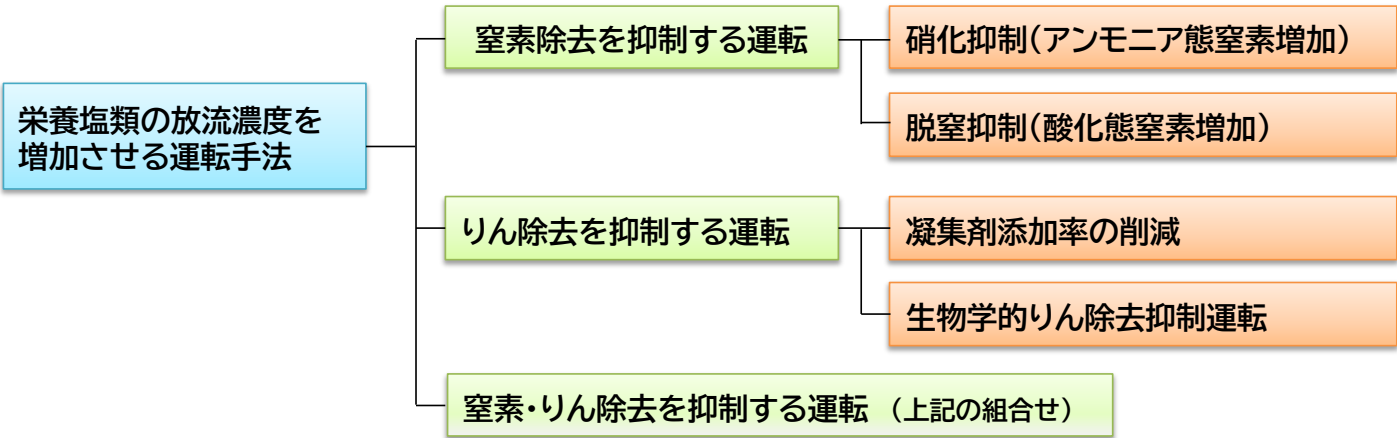 栄養塩類の放流濃度を
増加させる運転手法
窒素除去を抑制する運転
硝化抑制(アンモニア態窒素増加)
脱窒抑制(酸化態窒素増加)
りん除去を抑制する運転
凝集剤添加率の削減
生物学的りん除去抑制運転
窒素・りん除去を抑制する運転 (上記の組合せ)